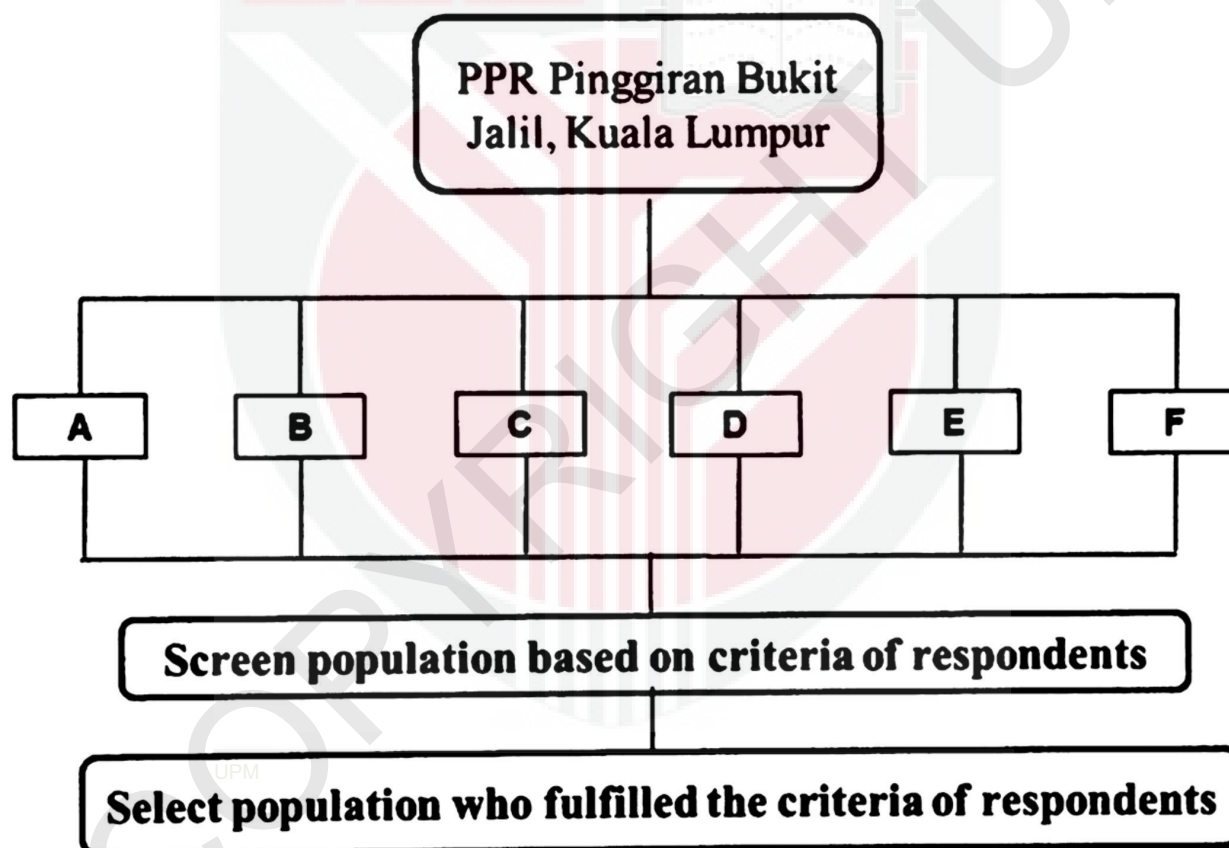 PPR Pinggiran Bukit
Jalil, Kuala Lumpur
A B C D E F
Screen population based on criteria of respondents
Select population who fulfilled the criteria of respondents
COPYRIGHT U
UPM